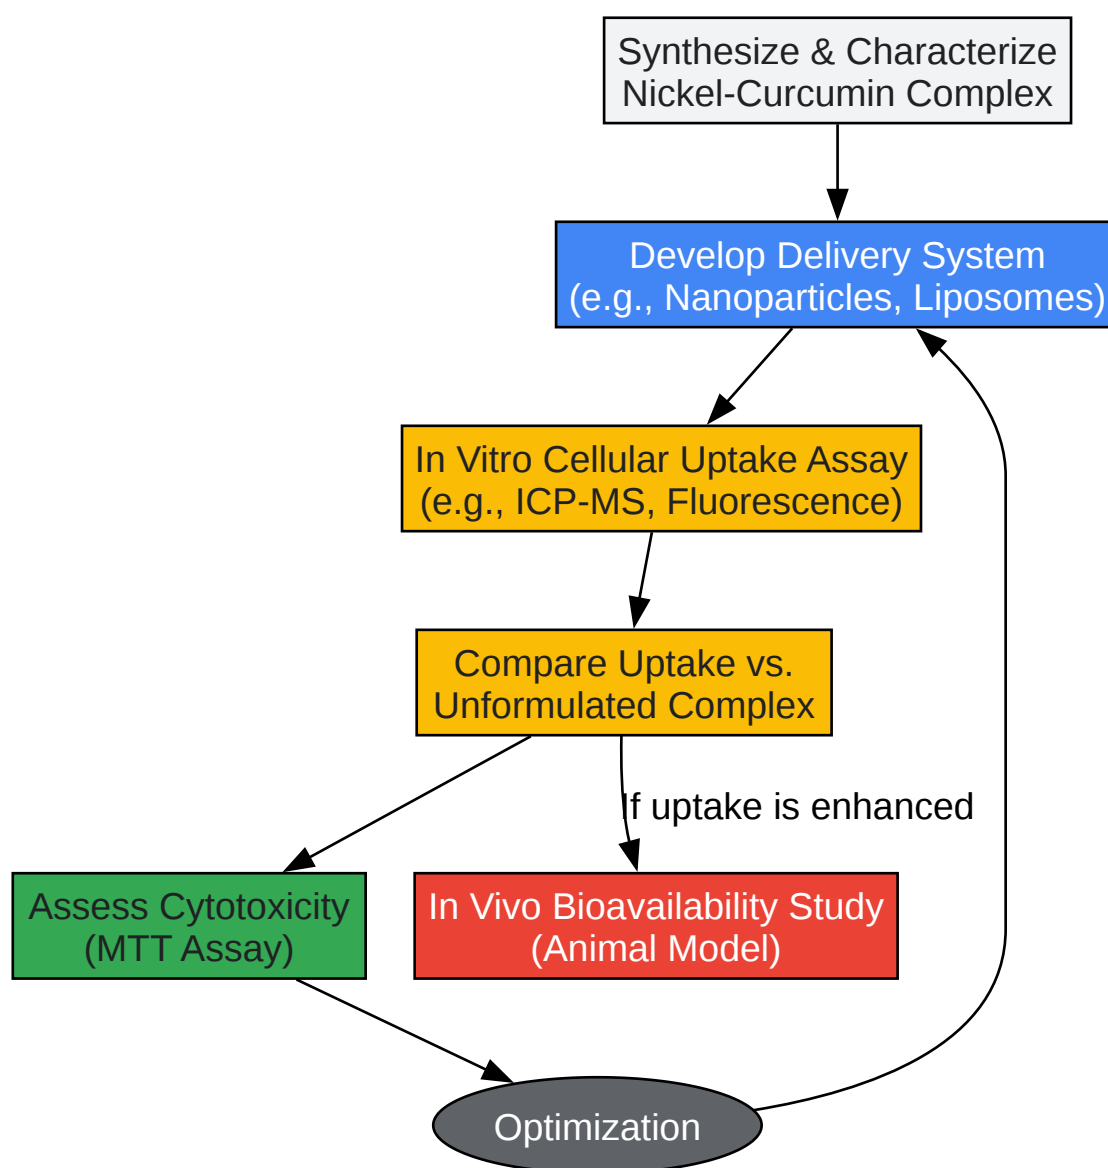 Synthesize & Characterize
Nickel-Curcumin Complex
Develop Delivery System
(e.g., Nanoparticles, Liposomes)
In Vitro Cellular Uptake Assay
(e.g., ICP-MS, Fluorescence)
Compare Uptake vs.
Unformulated Complex
If uptake is enhanced
Assess Cytotoxicity
(MTT Assay)
In Vivo Bioavailability Study
(Animal Model)
Optimization